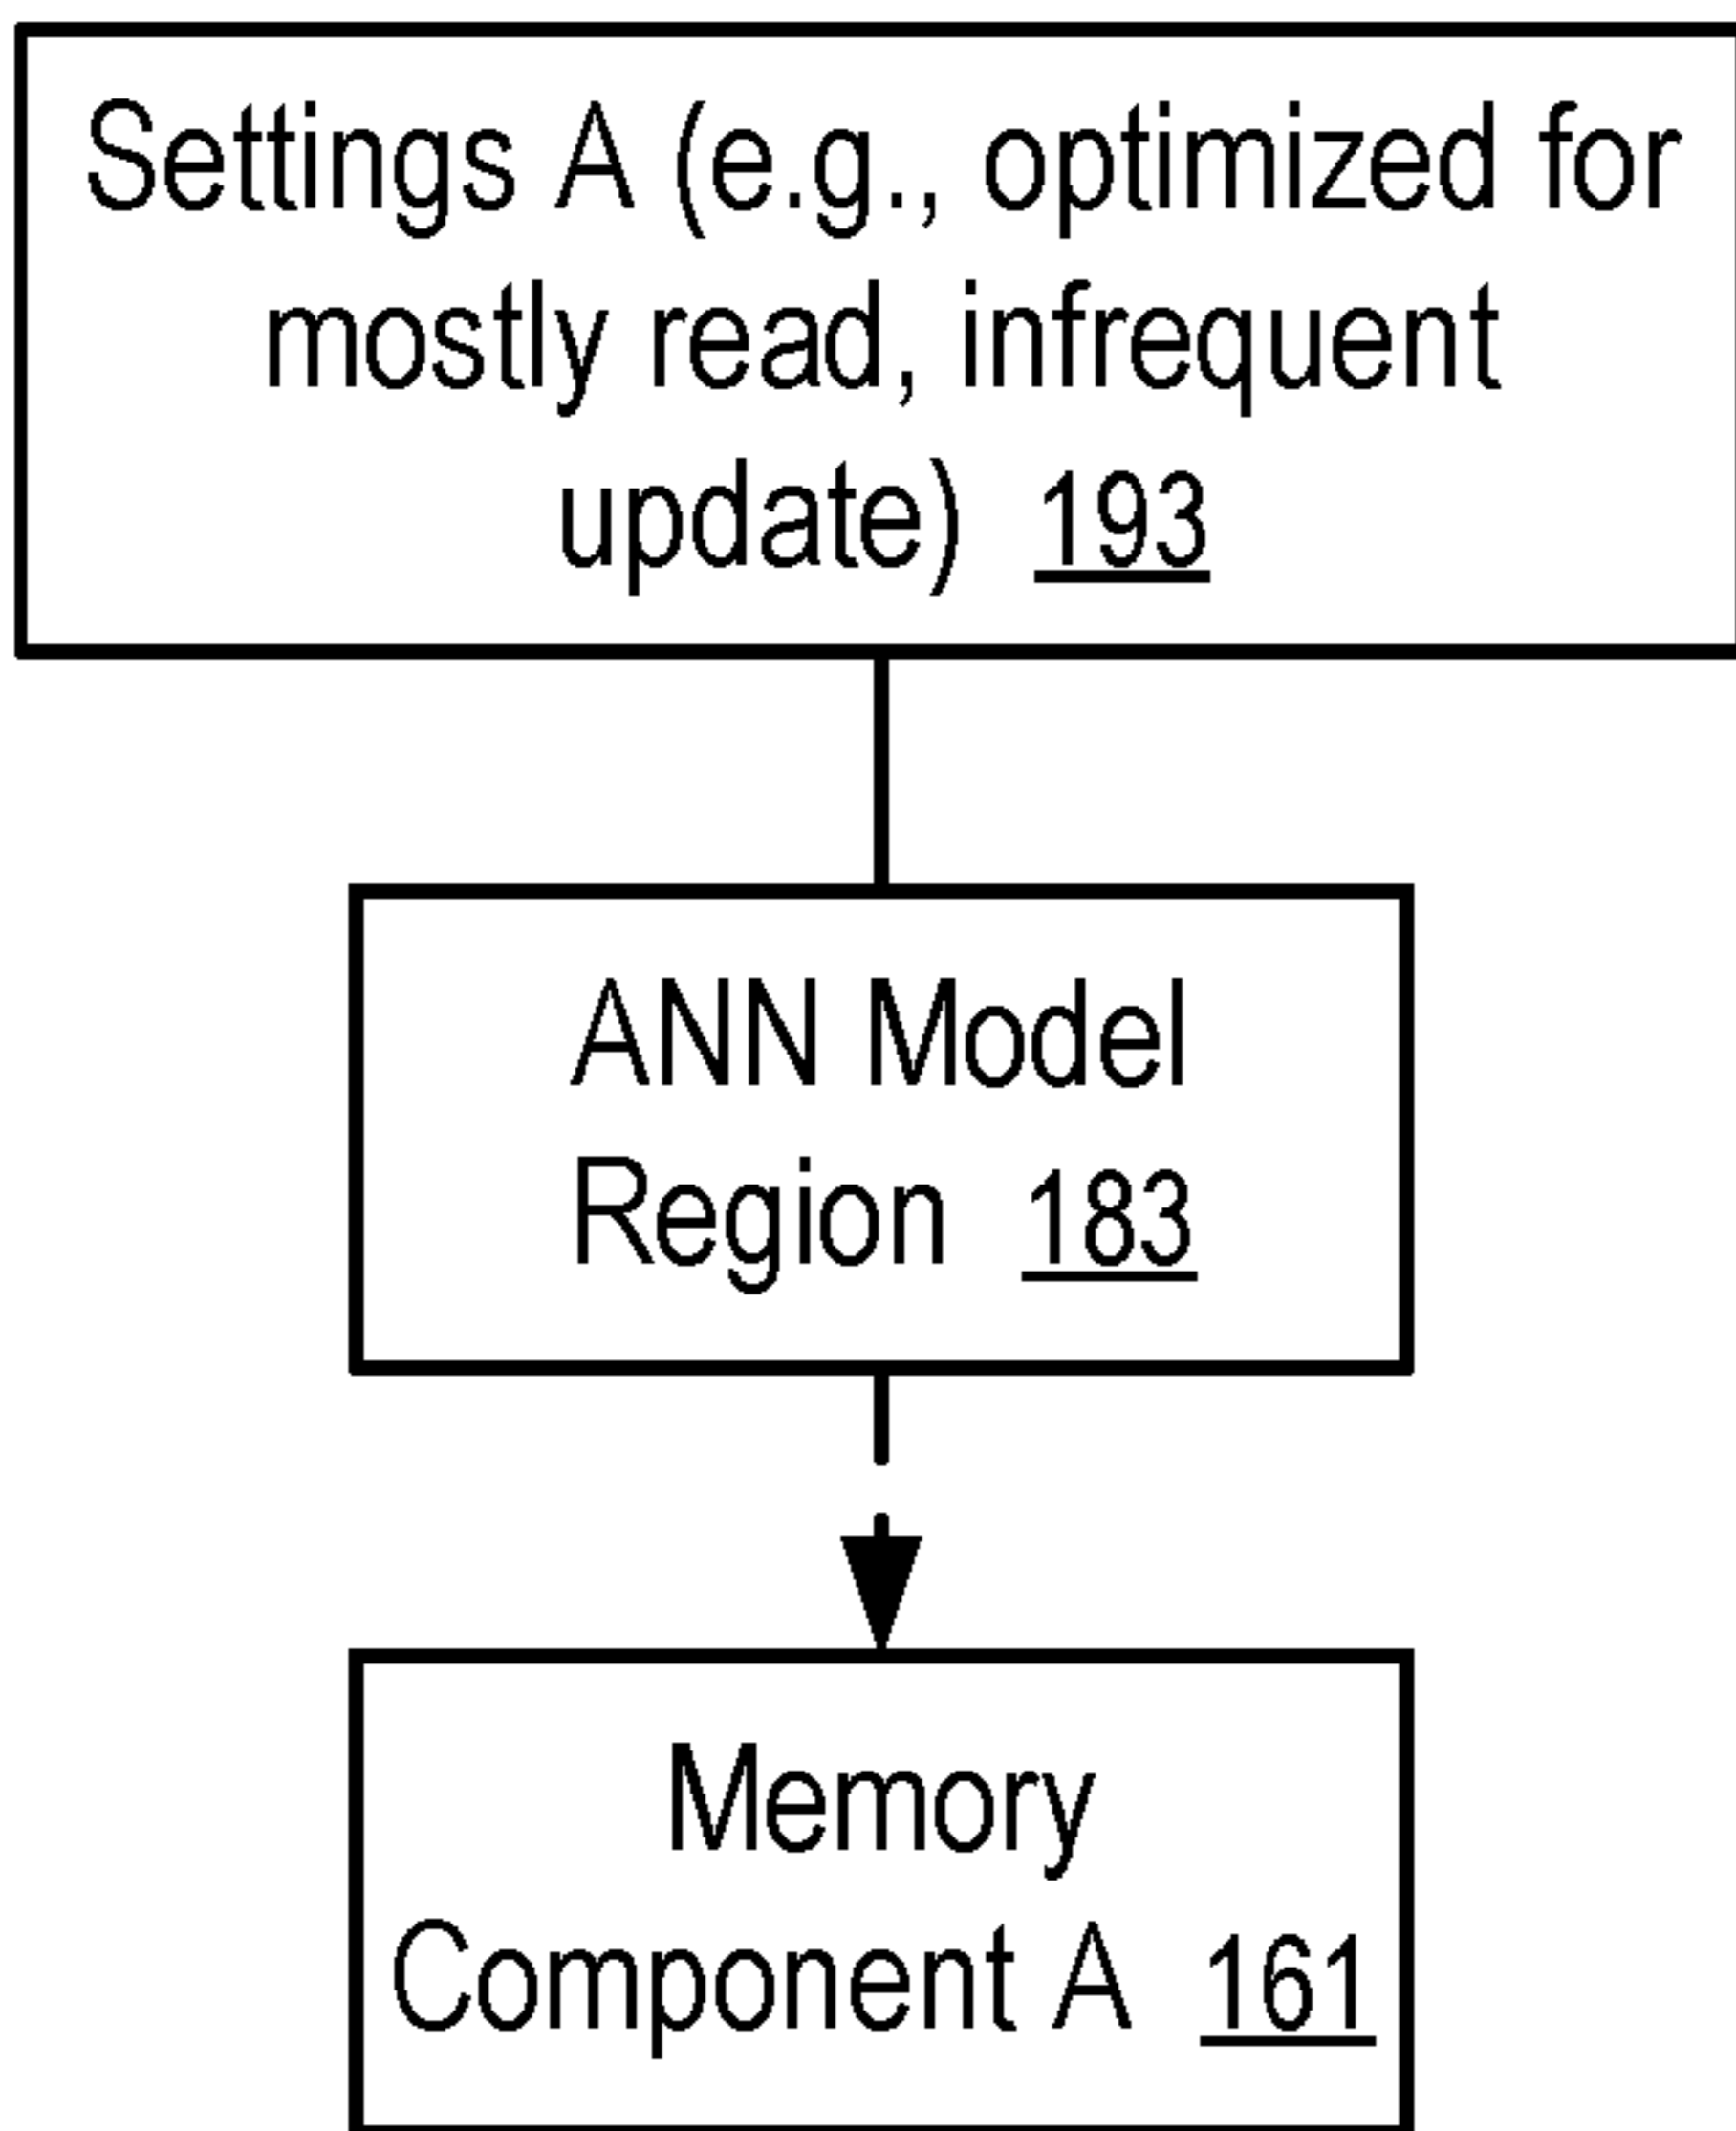 Settings A (e.g., optimized for
mostly read, infrequent
update) 193
ANN Model
Region 183
Memory
Component A 161